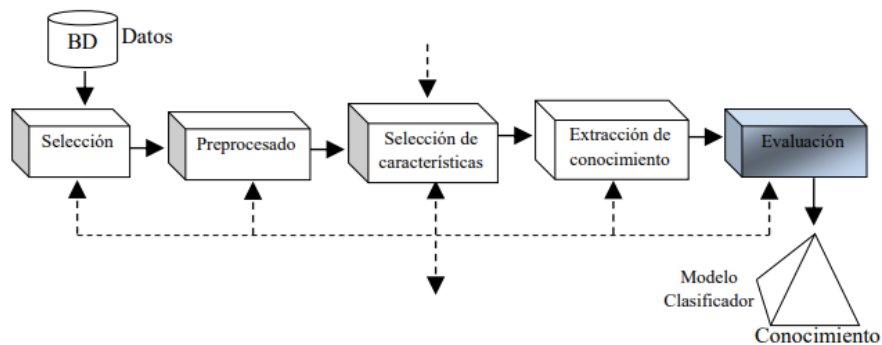 BD
Datos
Selección
Preprocesado
Selección de
características
Extracción de
conocimiento
Evaluación
Modelo
Clasificador
Conocimiento